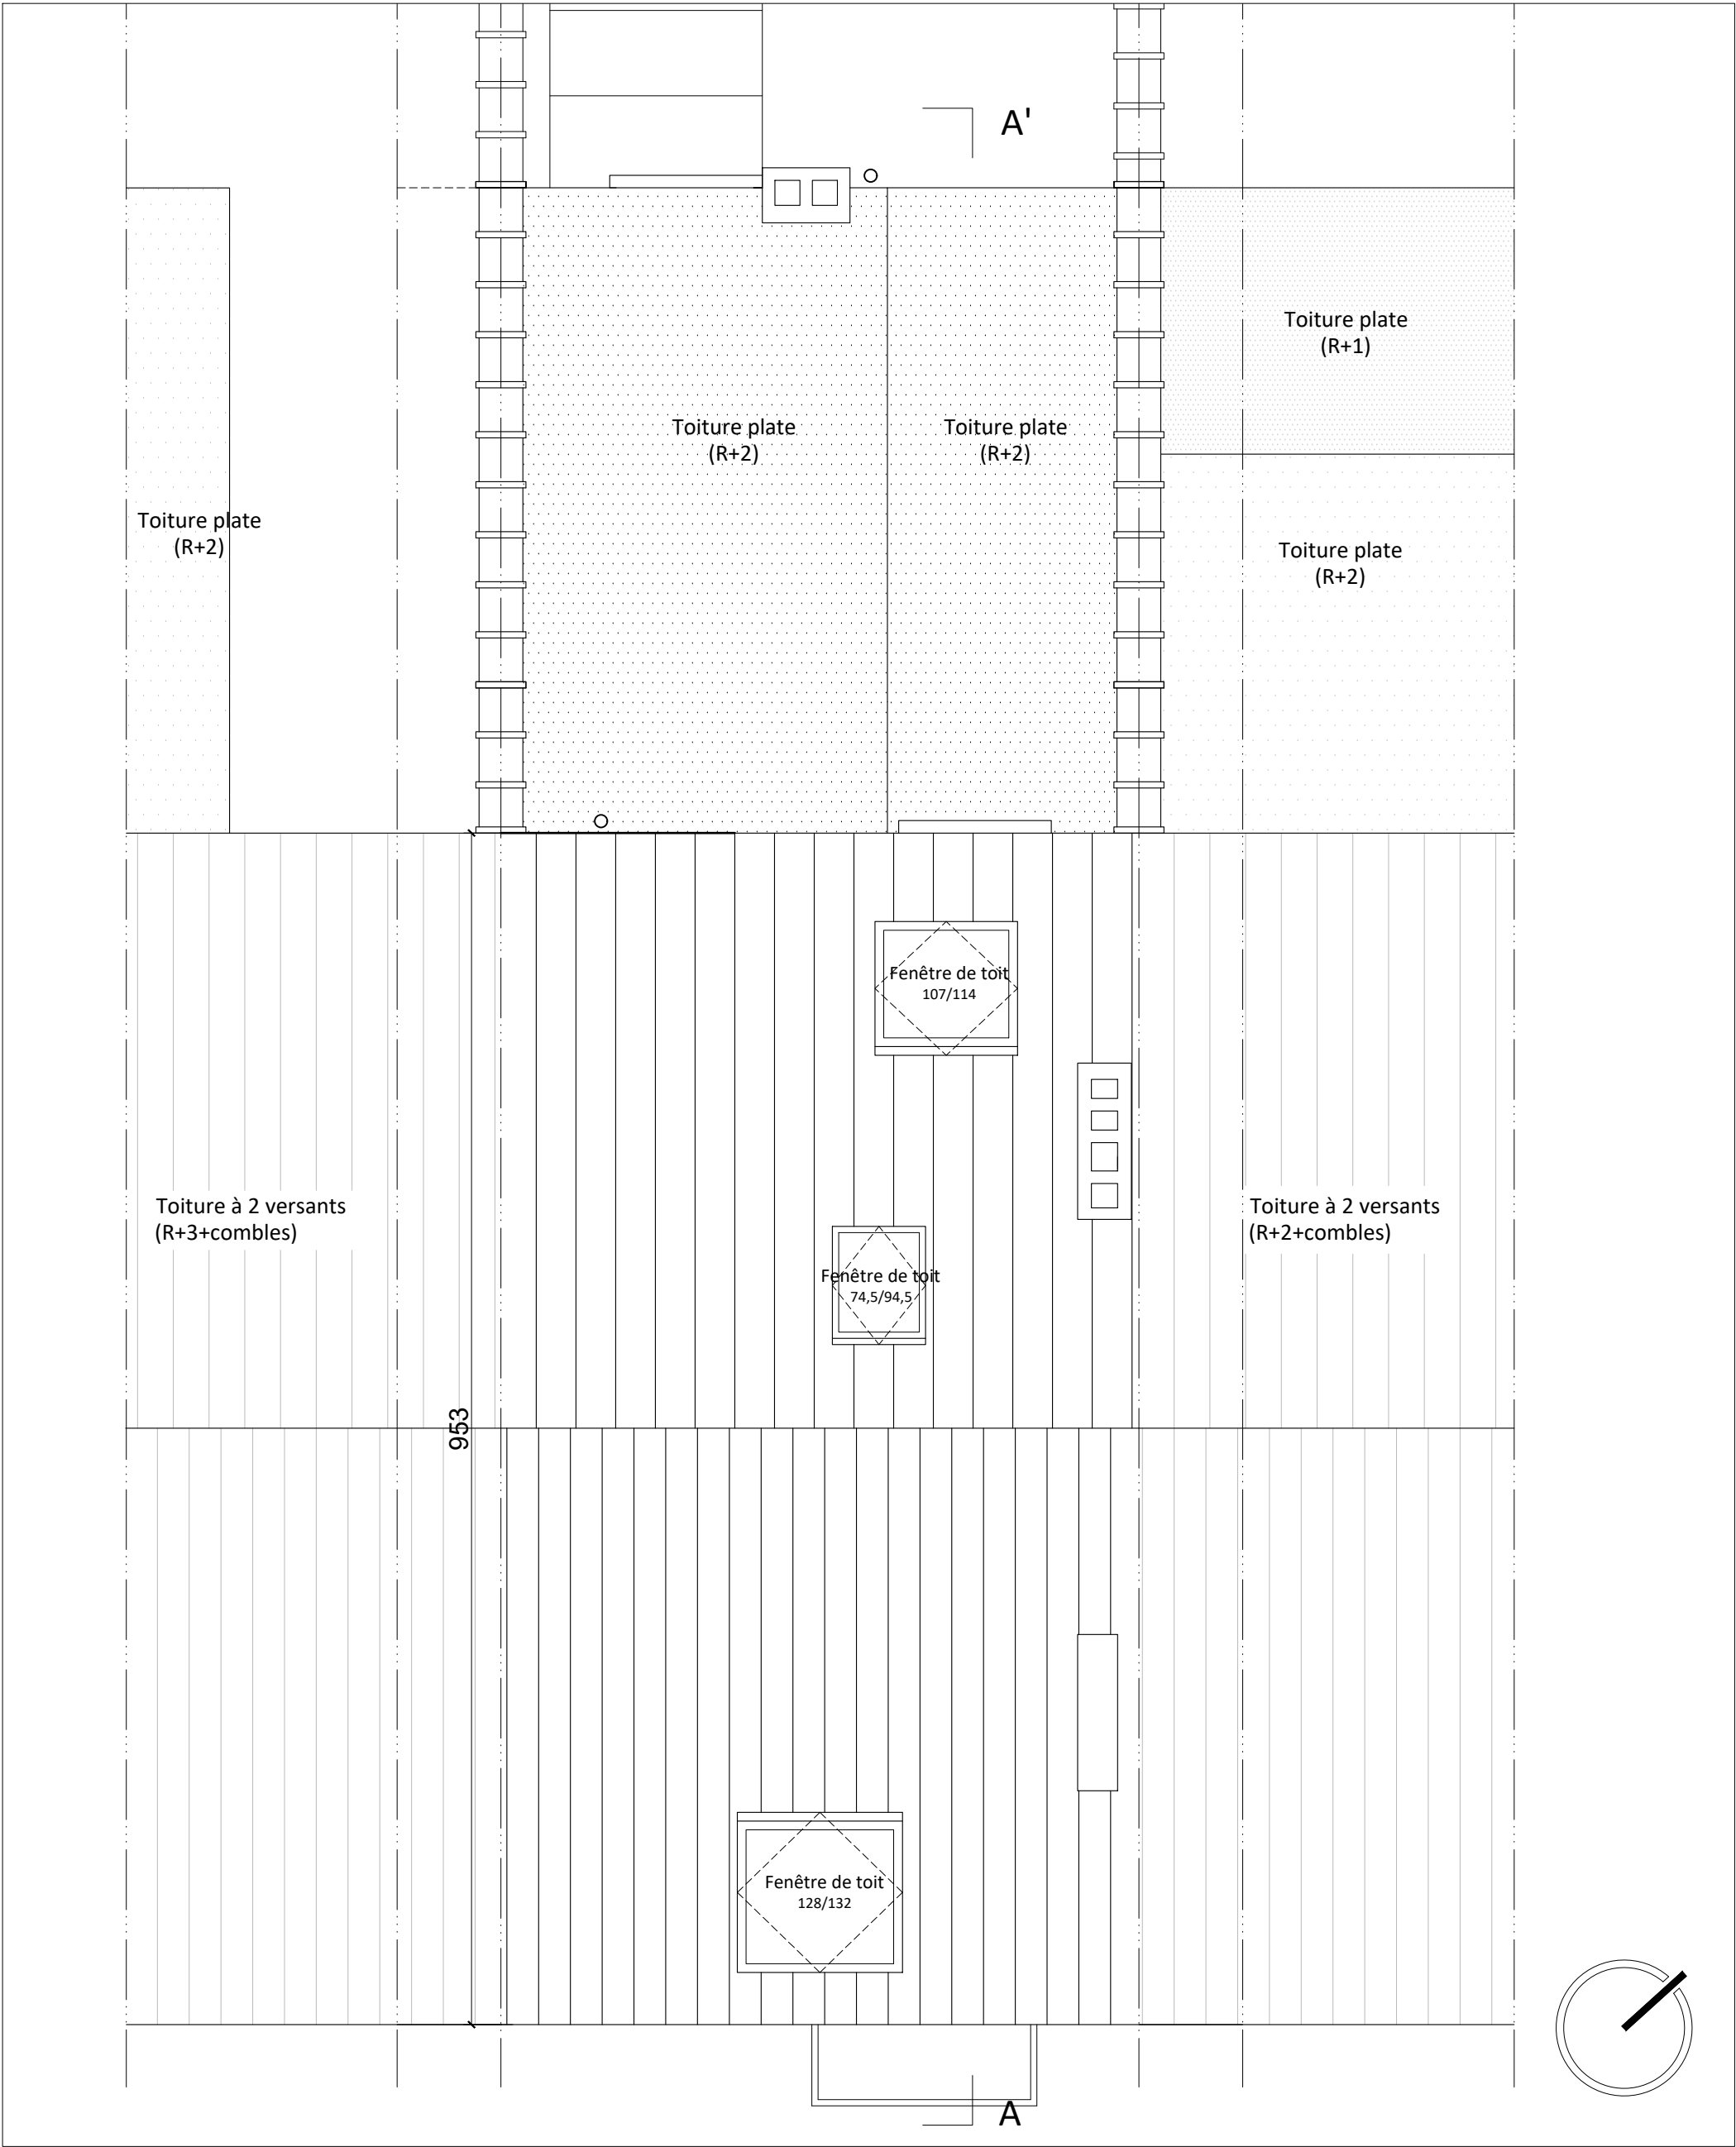 A'
Toiture plate
(R+1)
Toiture plate
(R+2)
Toiture plate
(R+2)
Toiture plate
(R+2)
Toiture plate
(R+2)
Fenêtre de toit
107/114
Toiture à 2 versants
(R+3+combles)
Toiture à 2 versants
(R+2+combles)
Fenêtre de toit
74,5/94,5
953
Fenêtre de toit
128/132
A